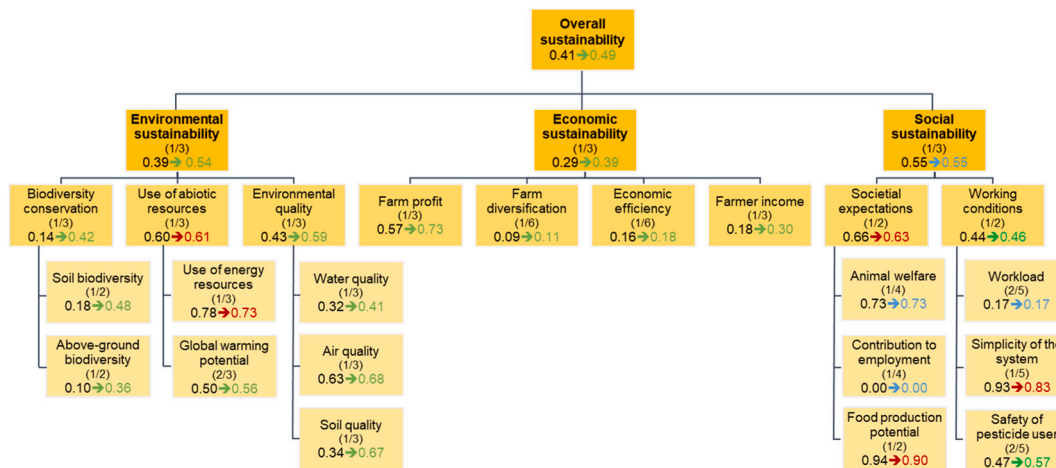 Overall
sustainability
0.41➔0.49
Environmental
sustainability
(1/3)
0.39➔0.54
Economic
sustainability
(1/3)
0.29➔0.39
Social
sustainability
(1/3)
0.55➔0.55
Biodiversity
conservation
(1/3)
0.14➔0.42
Use of abiotic
resources
(1/3)
0.60➔0.61
Environmental
quality
(1/3)
0.43➔0.59
Farm profit
(1/3)
0.57➔0.73
Farm
diversification
(1/6)
0.09➔0.11
Economic
efficiency
(1/6)
0.16➔0.18
Farmer income
(1/3)
0.18➔0.30
Societial
expectations
(1/2)
0.66➔0.63
Working
conditions
(1/2)
0.44➔0.46
Soil biodiversity
(1/2)
0.18➔0.48
Use of energy
resources
(1/3)
0.78➔0.73
Water quality
(1/3)
0.32➔0.41
Animal welfare
(1/4)
0.73➔0.73
Workload
(2/5)
0.17➔0.17
Above-ground
biodiversity
(1/2)
0.10➔0.36
Global warming
potential
(2/3)
0.50➔0.56
Air quality
(1/3)
0.63➔0.68
Contribution to
employment
(1/4)
0.00➔0.00
Simplicity of the
system
(1/5)
0.93➔0.83
Soil quality
(1/3)
0.34➔0.67
Food production
potential
(1/2)
0.94➔0.90
Safety of
pesticide user
(2/5)
0.47➔0.57